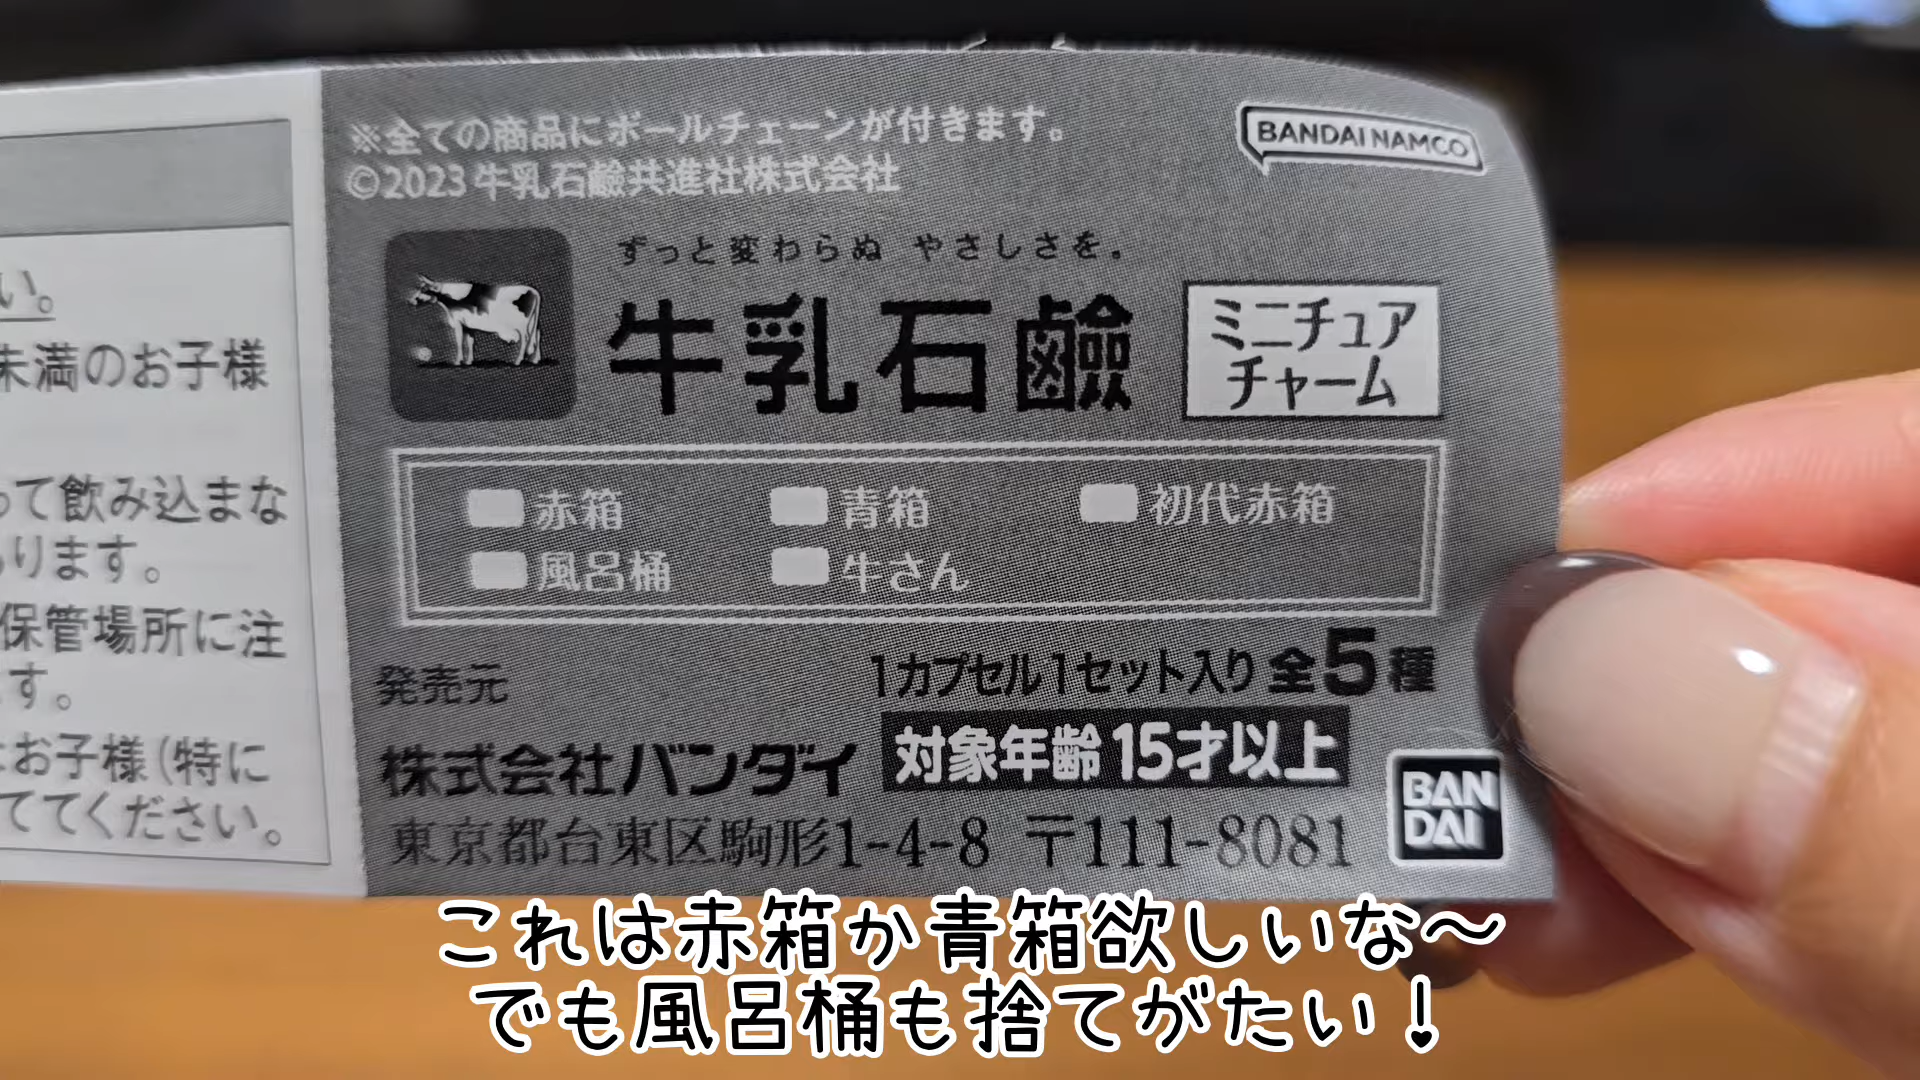 い。
未満のお子様
って飲み込まな
ります。
保管場所に注
す。
お子様(特に
ててください。
※全ての商品にボールチェーンが付きます。
©2023 牛乳石鹼共進社株式会社
BANDAI NAMCO
ずっと変わらぬ やさしさを。
牛乳石鹼
ミニチュア
チャーム
赤箱 青箱 初代赤箱
風呂桶 牛さん
1カプセル1セット入り 全5種
発売元
対象年齢 15才以上
株式会社バンダイ
東京都台東区駒形1-4-8 〒111-8081
BAN
DAI
これは赤箱か青箱欲しいな〜
でも風呂桶も捨てがたい!